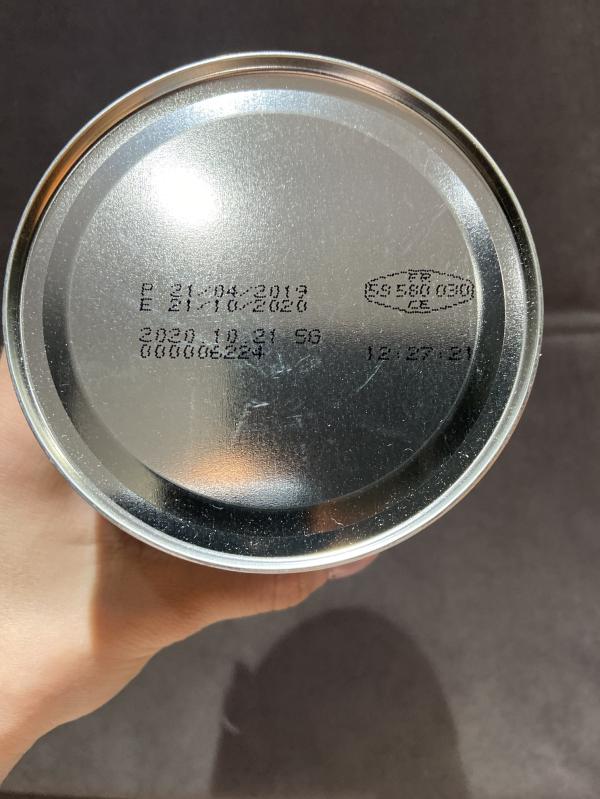 P 21/04/2019
E 21/10/2020
2020.10.21 SG
000006224
FR
59 580 030
CE
12:27:21